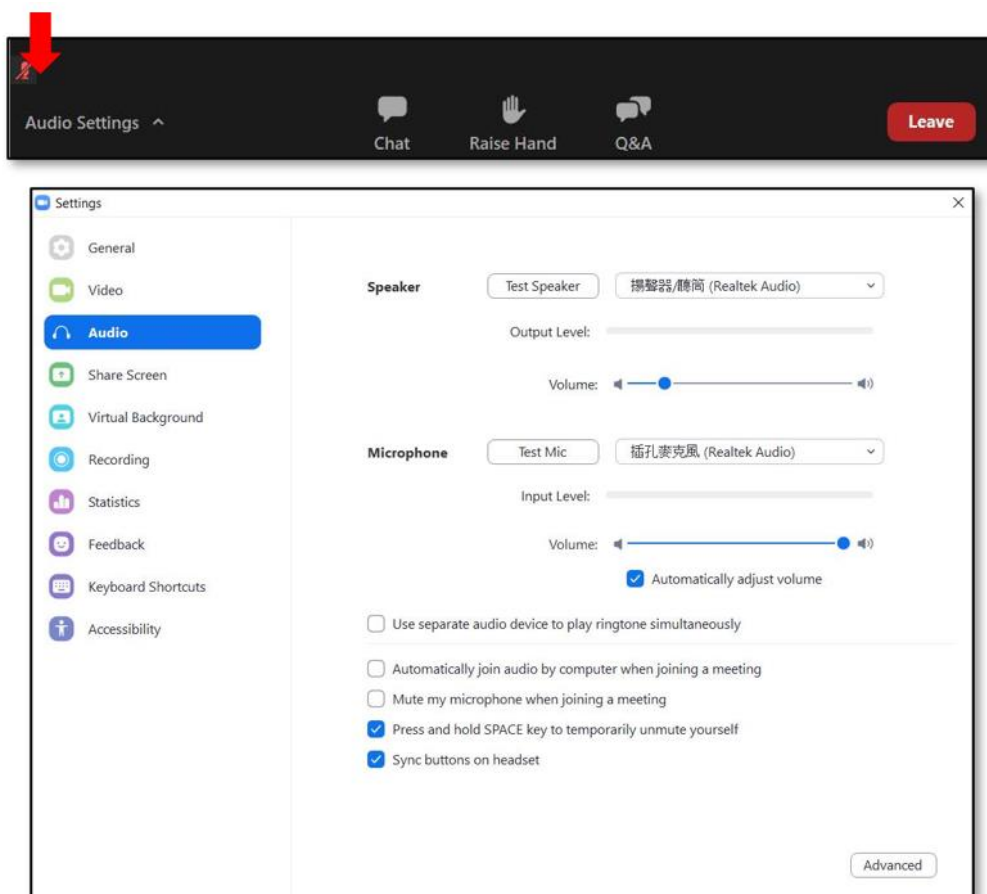 Audio Settings
Chat
Raise Hand
Q&A
Leave
Settings
General
Video
Audio
Share Screen
Virtual Background
Recording
Statistics
Feedback
Keyboard Shortcuts
Accessibility
Speaker
Test Speaker
揚聲器/聽筒 (Realtek Audio)
Output Level:
Volume:
Microphone
Test Mic
插孔麥克風 (Realtek Audio)
Input Level:
Volume:
Automatically adjust volume
Use separate audio device to play ringtone simultaneously
Automatically join audio by computer when joining a meeting
Mute my microphone when joining a meeting
Press and hold SPACE key to temporarily unmute yourself
Sync buttons on headset
Advanced